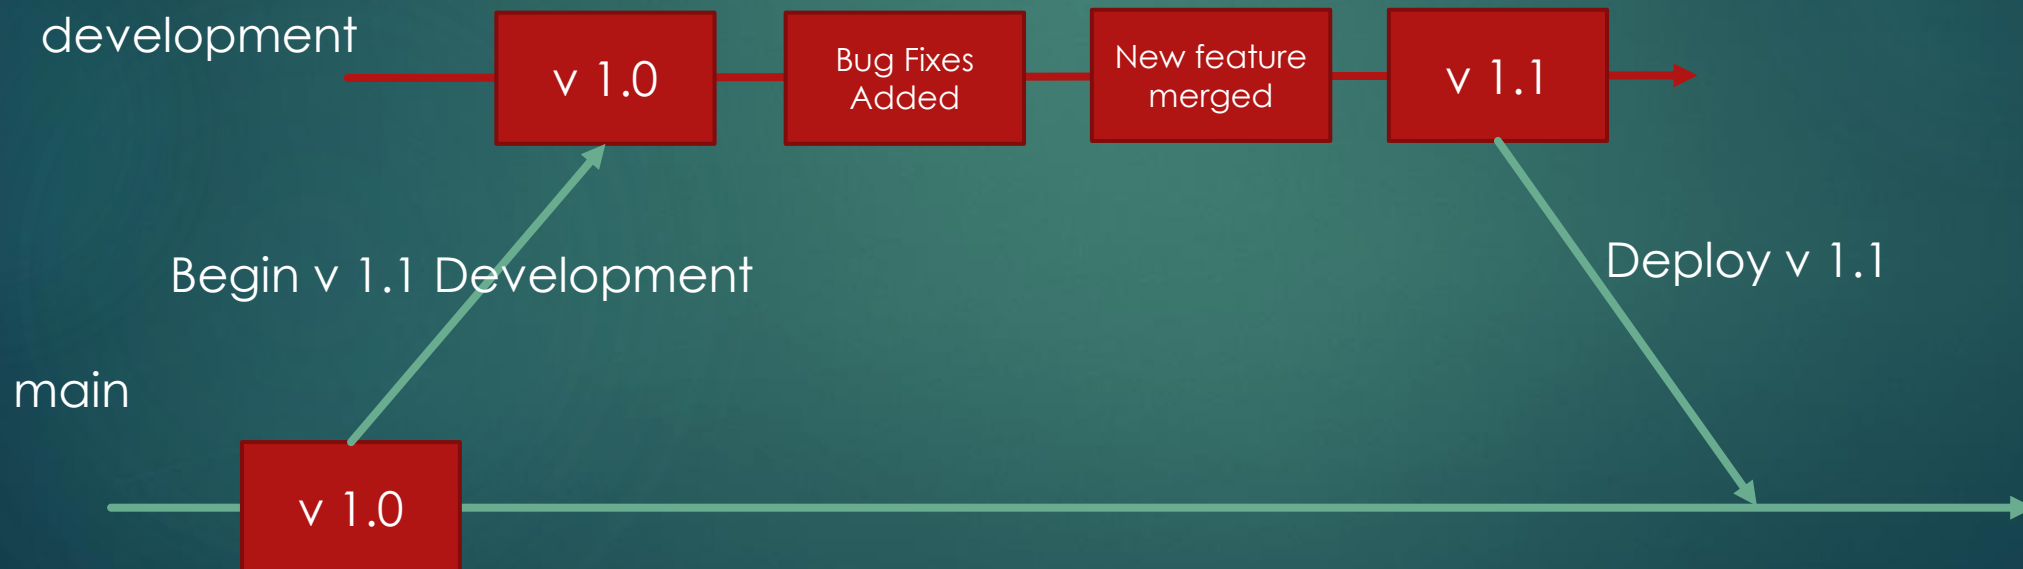 development
v 1.0
Bug Fixes
Added
New feature
merged
v 1.1
Begin v 1.1 Development
Deploy v 1.1
main
v 1.0